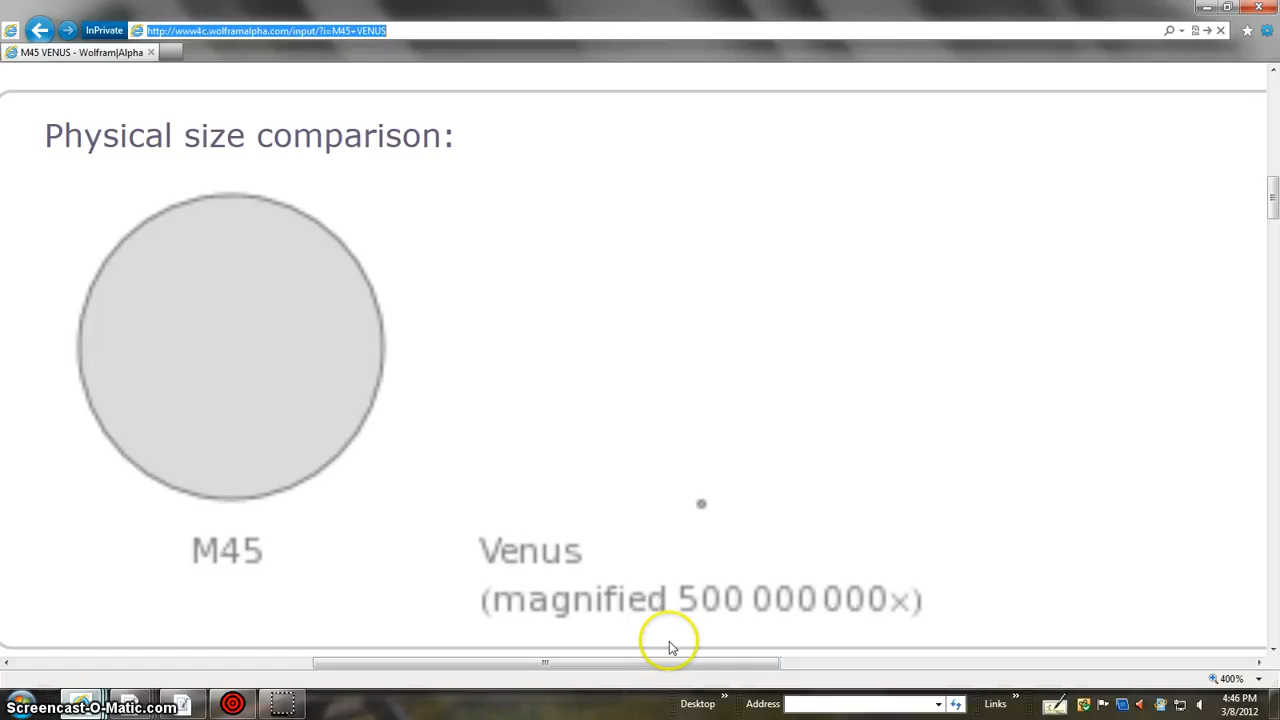 InPrivate
http://www4c.wolframalpha.com/input/?i=M45+VENUS
M45 VENUS - Wolfram|Alpha
Physical size comparison:
M45
Venus
(magnified 500 000 000×)
400%
Screencast-O-Matic.com
Desktop
Address
Links
4:46 PM
3/8/2012